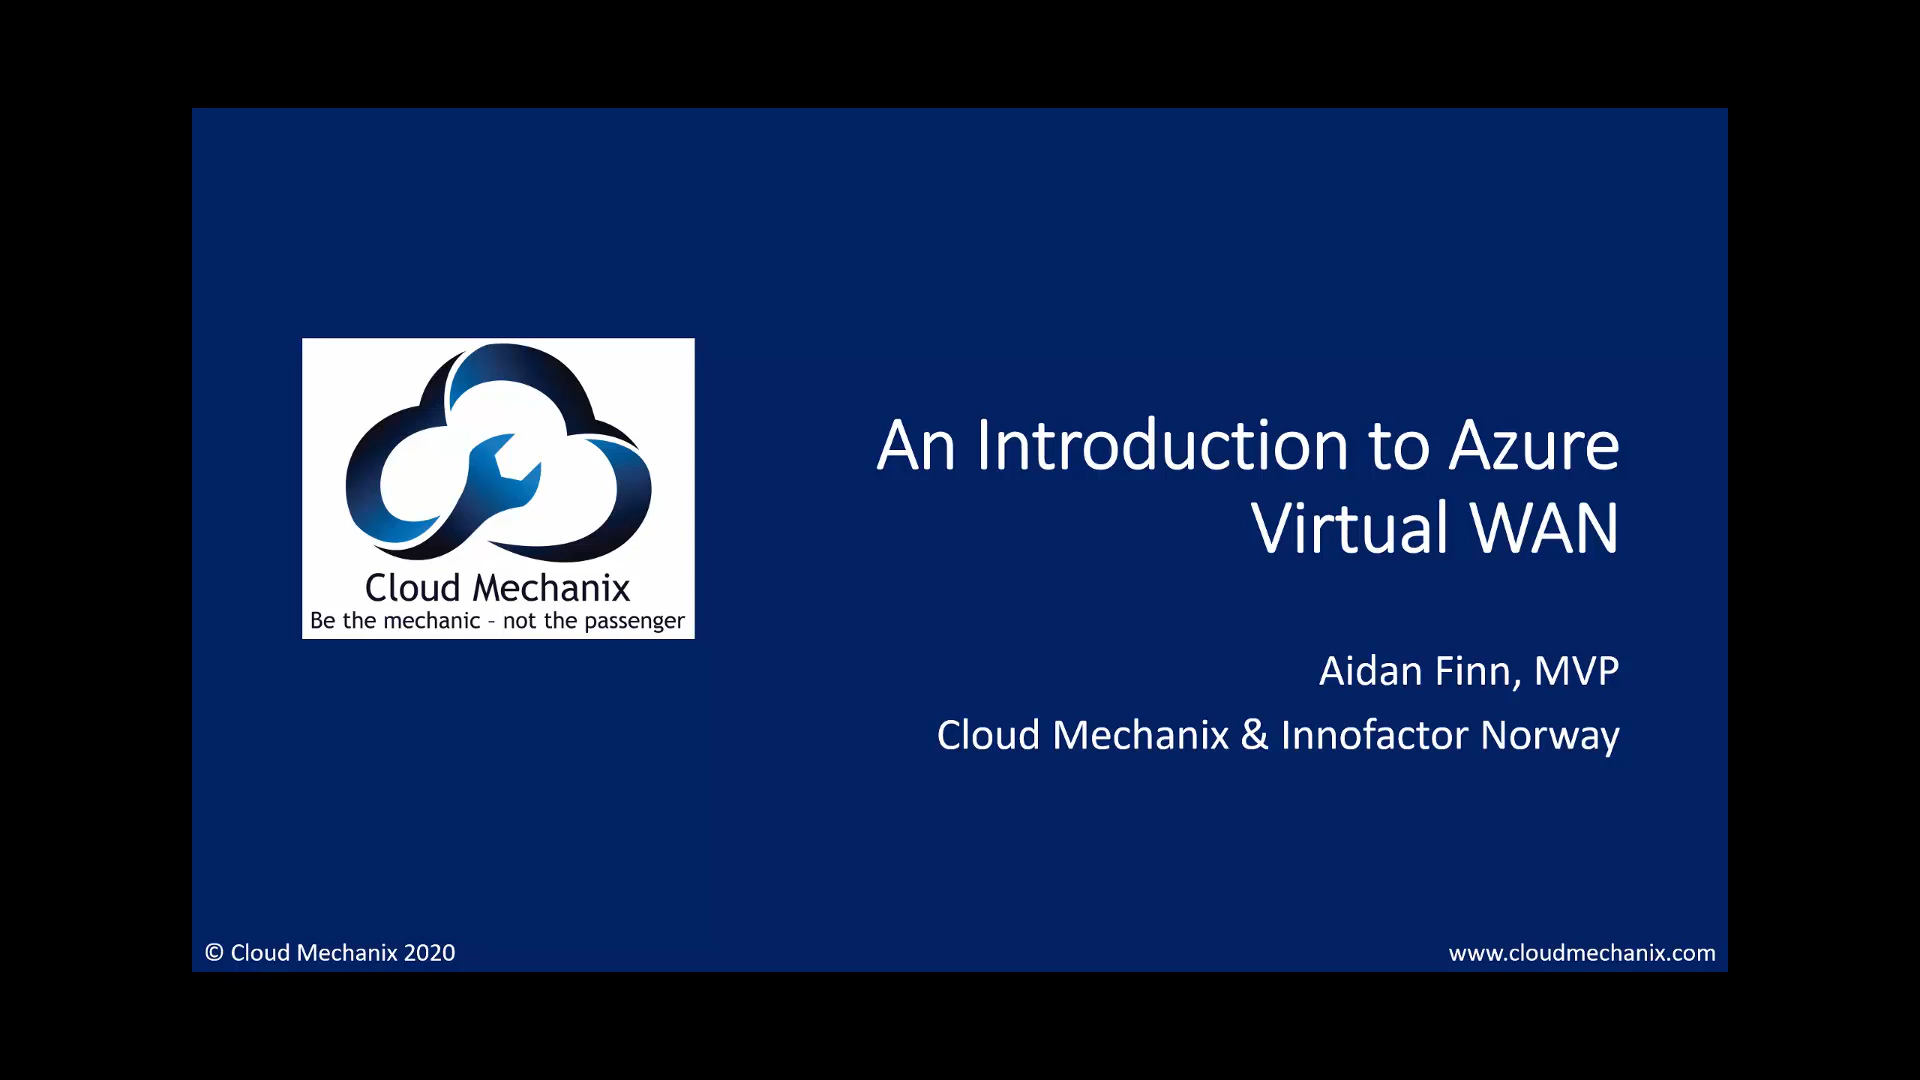 Cloud Mechanix
Be the mechanic - not the passenger
An Introduction to Azure
Virtual WAN
Aidan Finn, MVP
Cloud Mechanix & Innofactor Norway
© Cloud Mechanix 2020
www.cloudmechanix.com